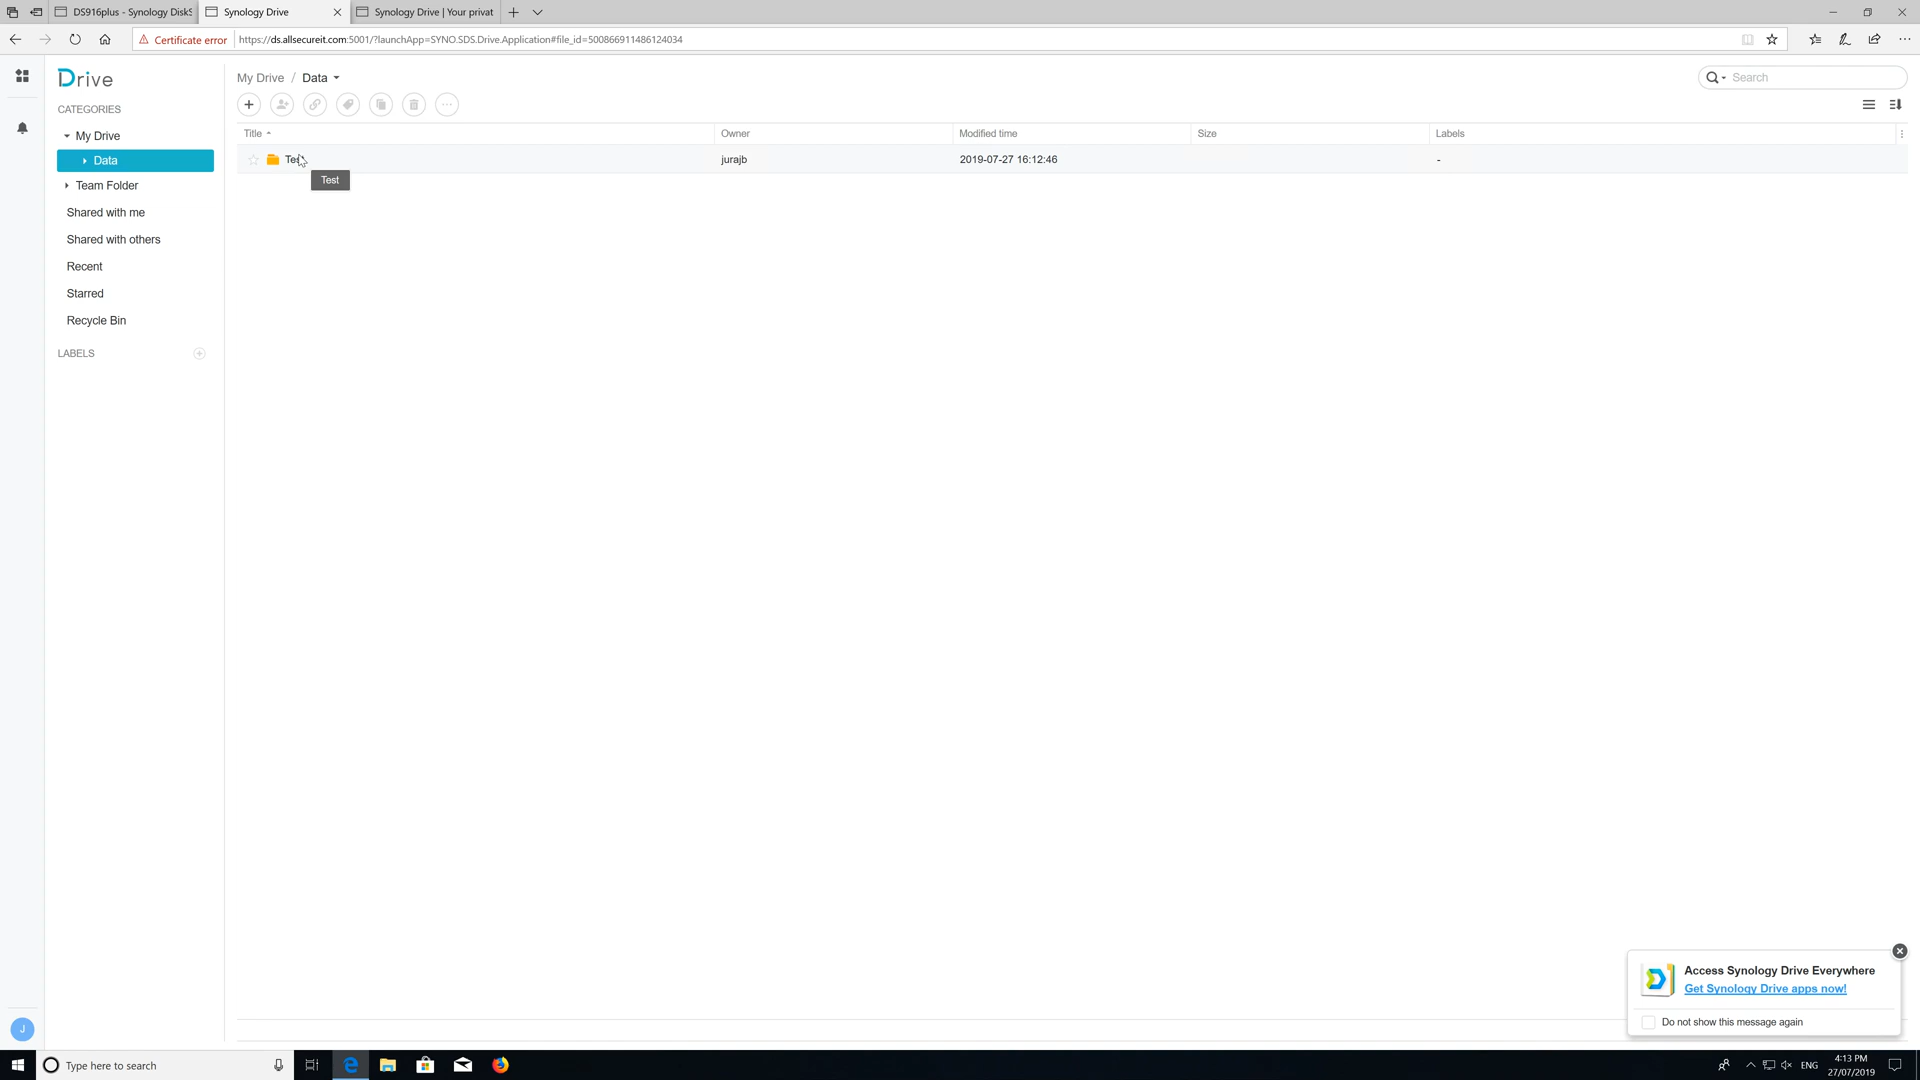 DS916plus - Synology DiskS
Synology Drive
Synology Drive | Your privat
Certificate error
https://ds.allsecureit.com:5001/?launchApp=SYNO.SDS.Drive.Application#file_id=500866911486124034
Drive
My Drive / Data
Search
CATEGORIES
My Drive
Data
Team Folder
Shared with me
Shared with others
Recent
Starred
Recycle Bin
LABELS
Title Owner Modified time Size Labels
Test jurajb 2019-07-27 16:12:46 -
Test
Access Synology Drive Everywhere
Get Synology Drive apps now!
Do not show this message again
J
Type here to search
ENG
4:13 PM
27/07/2019